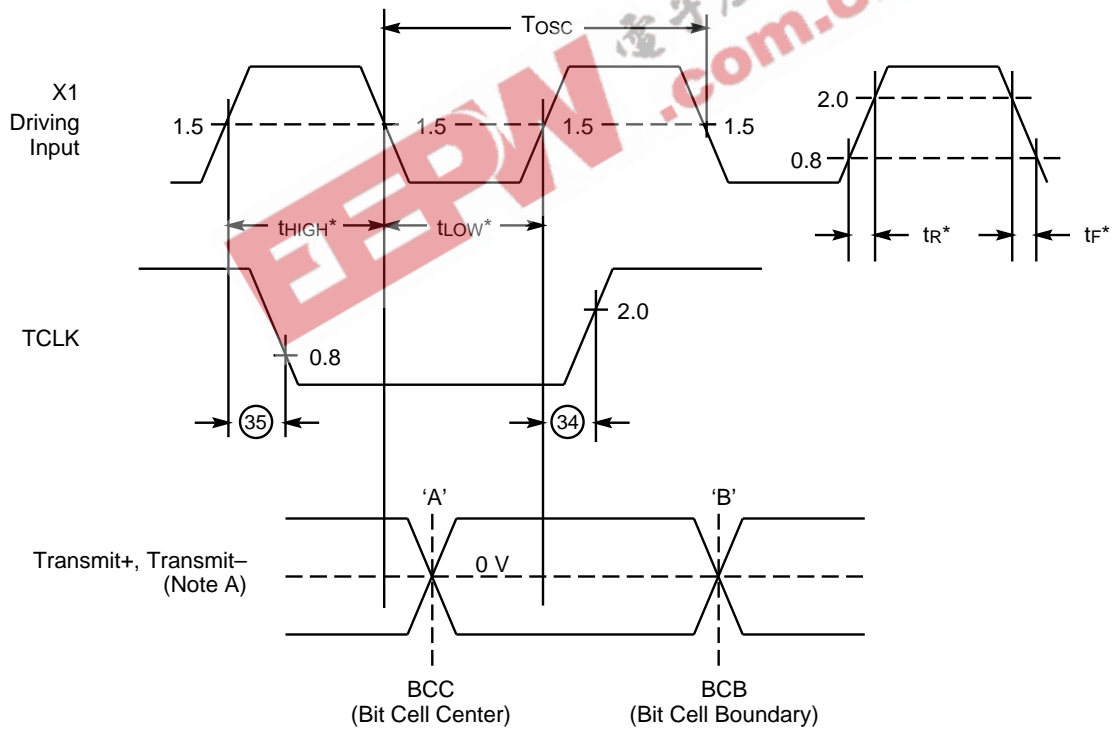 TOSC
X1
Driving
Input
1.5
1.5
1.5
1.5
2.0
0.8
tHIGH*
tLOW*
tR*
tF*
TCLK
0.8
2.0
35
34
'A'
'B'
Transmit+, Transmit–
(Note A)
0 V
BCC
(Bit Cell Center)
BCB
(Bit Cell Boundary)
EEPW